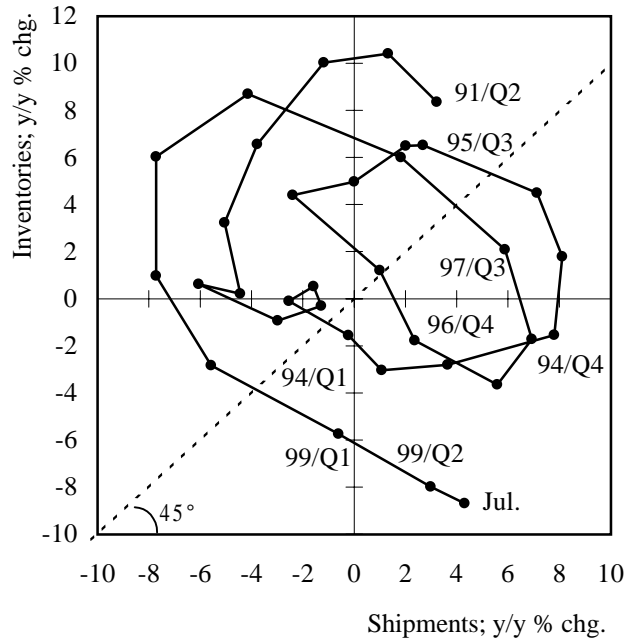 Inventories; y/y % chg.
12
10
8
6
4
2
0
-2
-4
-6
-8
-10
91/Q2
95/Q3
97/Q3
96/Q4
94/Q4
94/Q1
99/Q1
99/Q2
Jul.
45°
-10 -8 -6 -4 -2 0 2 4 6 8 10
Shipments; y/y % chg.